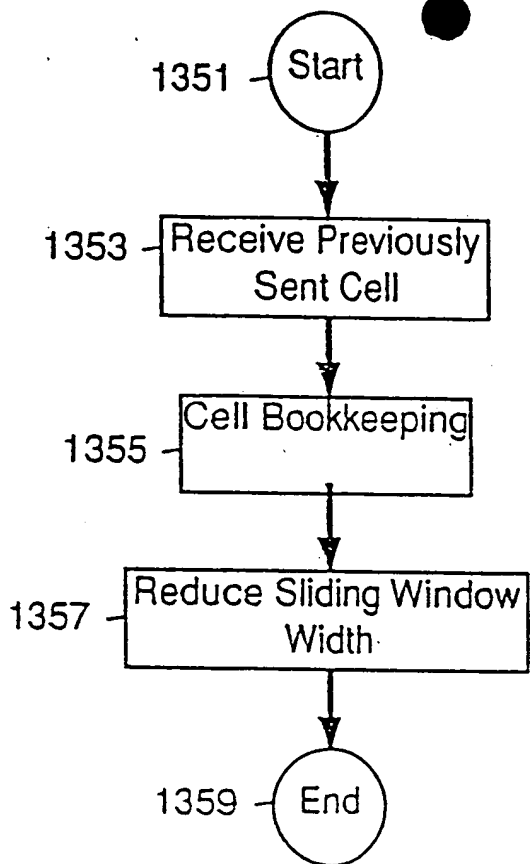 1351 Start
1353 Receive Previously
Sent Cell
1355 Cell Bookkeeping
1357 Reduce Sliding Window
Width
1359 End